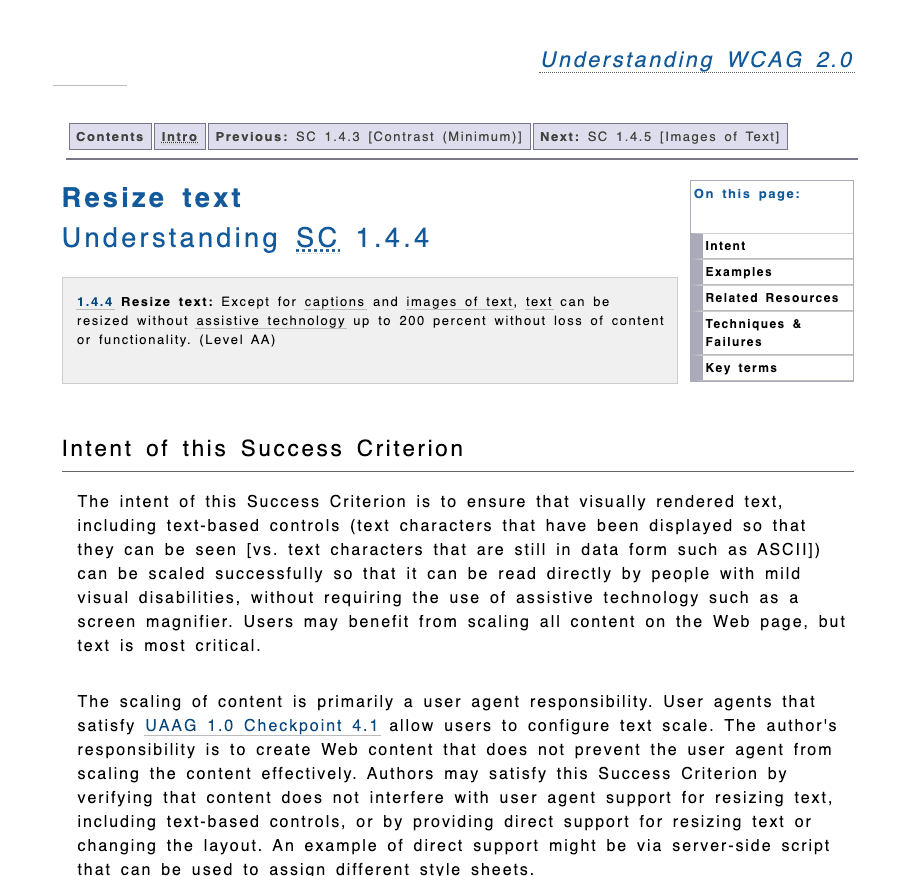 Understanding WCAG 2.0
Contents Intro Previous: SC 1.4.3 [Contrast (Minimum)] Next: SC 1.4.5 [Images of Text]
Resize text
Understanding SC 1.4.4
On this page:
Intent
Examples
Related Resources
Techniques &
Failures
Key terms
1.4.4 Resize text: Except for captions and images of text, text can be
resized without assistive technology up to 200 percent without loss of content
or functionality. (Level AA)
Intent of this Success Criterion
The intent of this Success Criterion is to ensure that visually rendered text,
including text-based controls (text characters that have been displayed so that
they can be seen [vs. text characters that are still in data form such as ASCII])
can be scaled successfully so that it can be read directly by people with mild
visual disabilities, without requiring the use of assistive technology such as a
screen magnifier. Users may benefit from scaling all content on the Web page, but
text is most critical.
The scaling of content is primarily a user agent responsibility. User agents that
satisfy UAAG 1.0 Checkpoint 4.1 allow users to configure text scale. The author's
responsibility is to create Web content that does not prevent the user agent from
scaling the content effectively. Authors may satisfy this Success Criterion by
verifying that content does not interfere with user agent support for resizing text,
including text-based controls, or by providing direct support for resizing text or
changing the layout. An example of direct support might be via server-side script
that can be used to assign different style sheets.